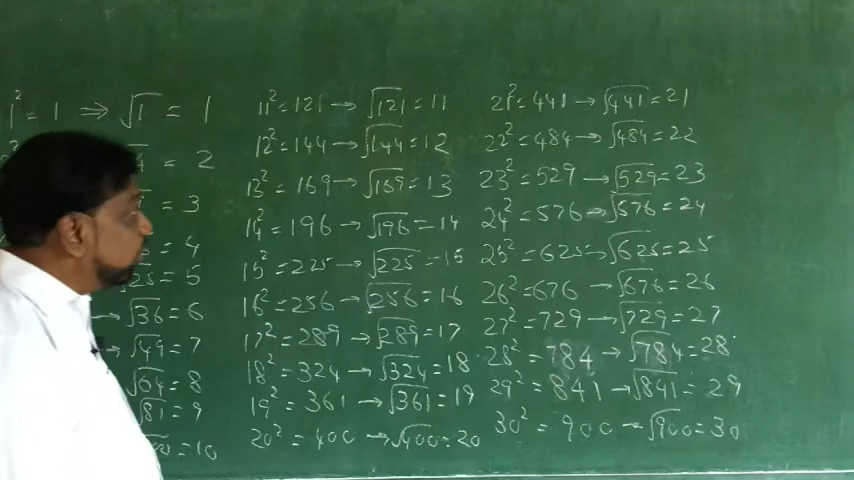 1² = 1 ⇒ √1 = 1
= 2
= 3
= 4
√25 = 5
→ √36 = 6
→ √49 = 7
√64 = 8
√81 = 9
= 10
11² = 121 → √121 = 11
12² = 144 → √144 = 12
13² = 169 → √169 = 13
14² = 196 → √196 = 14
15² = 225 → √225 = 15
16² = 256 → √256 = 16
17² = 289 → √289 = 17
18² = 324 → √324 = 18
19² = 361 → √361 = 19
20² = 400 → √400 = 20
21² = 441 → √441 = 21
22² = 484 → √484 = 22
23² = 529 → √529 = 23
24² = 576 → √576 = 24
25² = 625 → √625 = 25
26² = 676 → √676 = 26
27² = 729 → √729 = 27
28² = 784 → √784 = 28
29² = 841 → √841 = 29
30² = 900 → √900 = 30